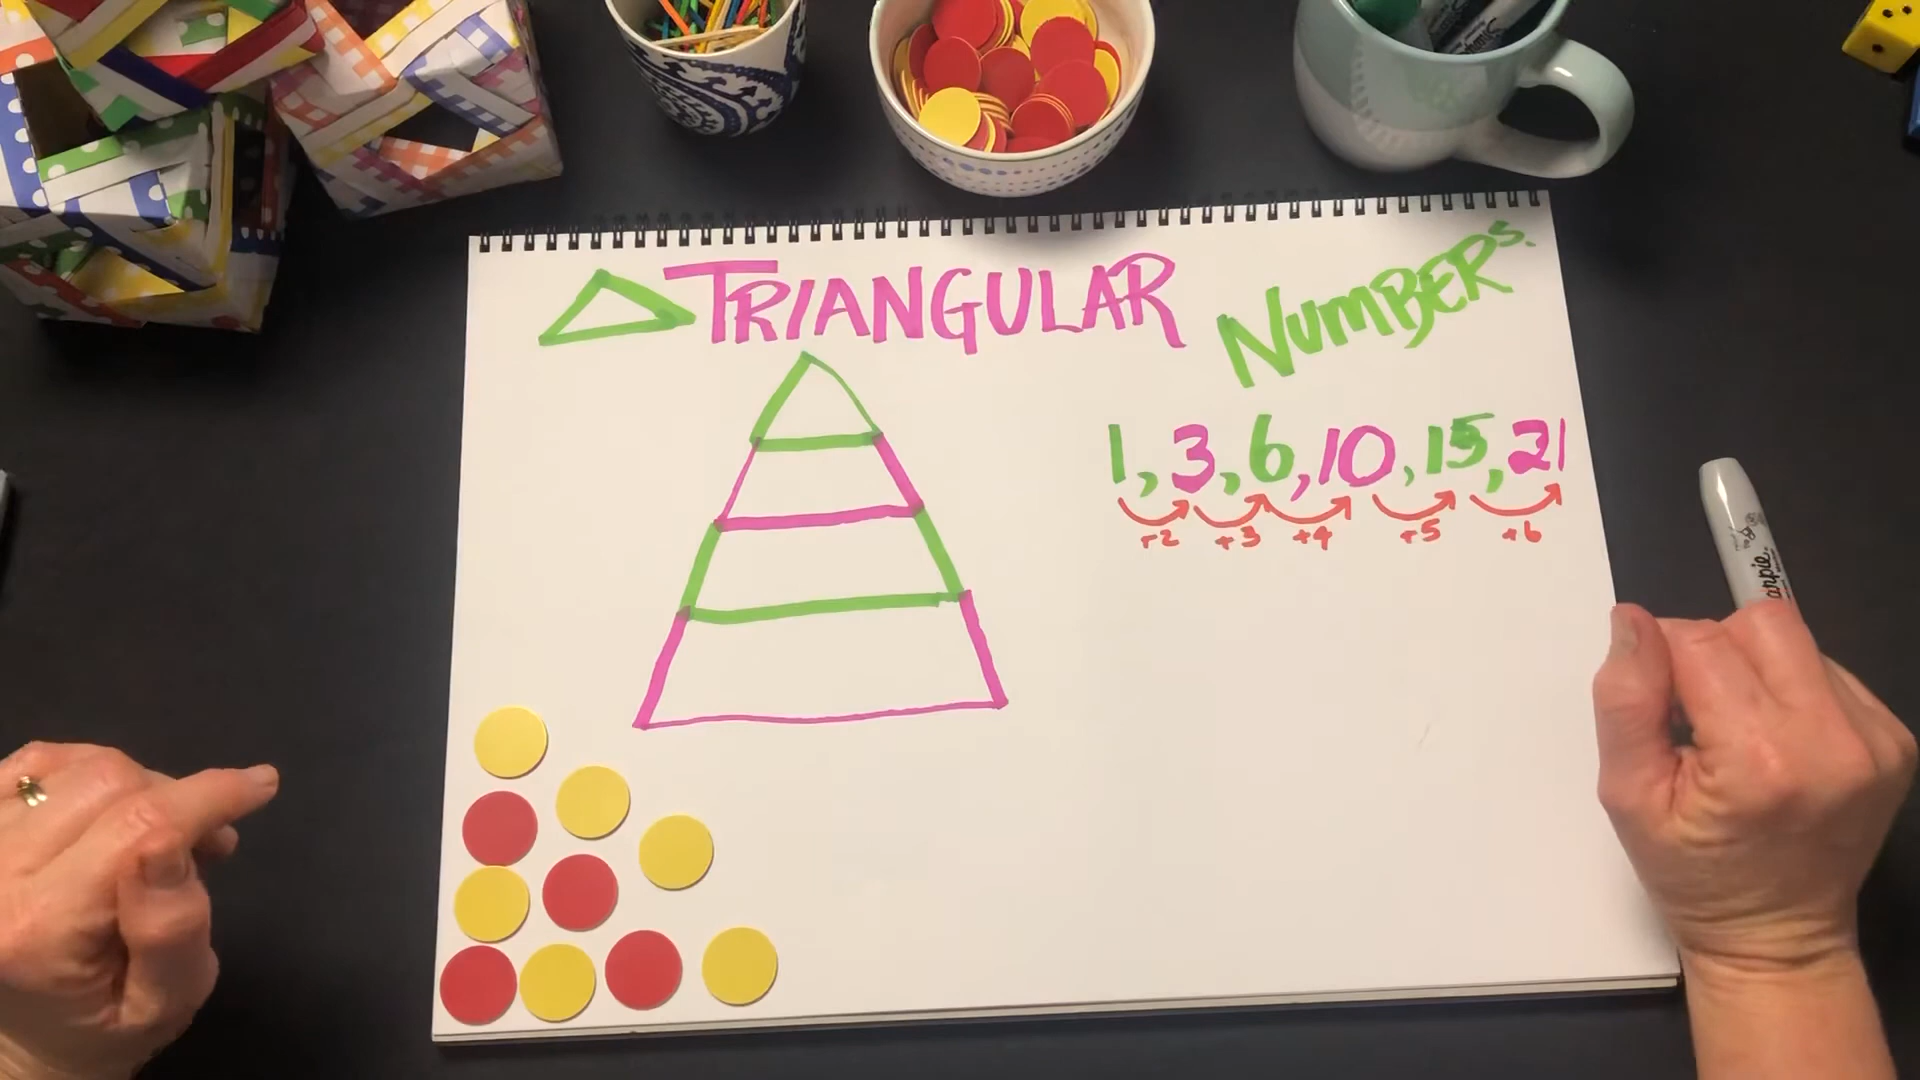 TRIANGULAR NUMBERS.
1, 3, 6, 10, 15, 21
+2 +3 +4 +5 +6